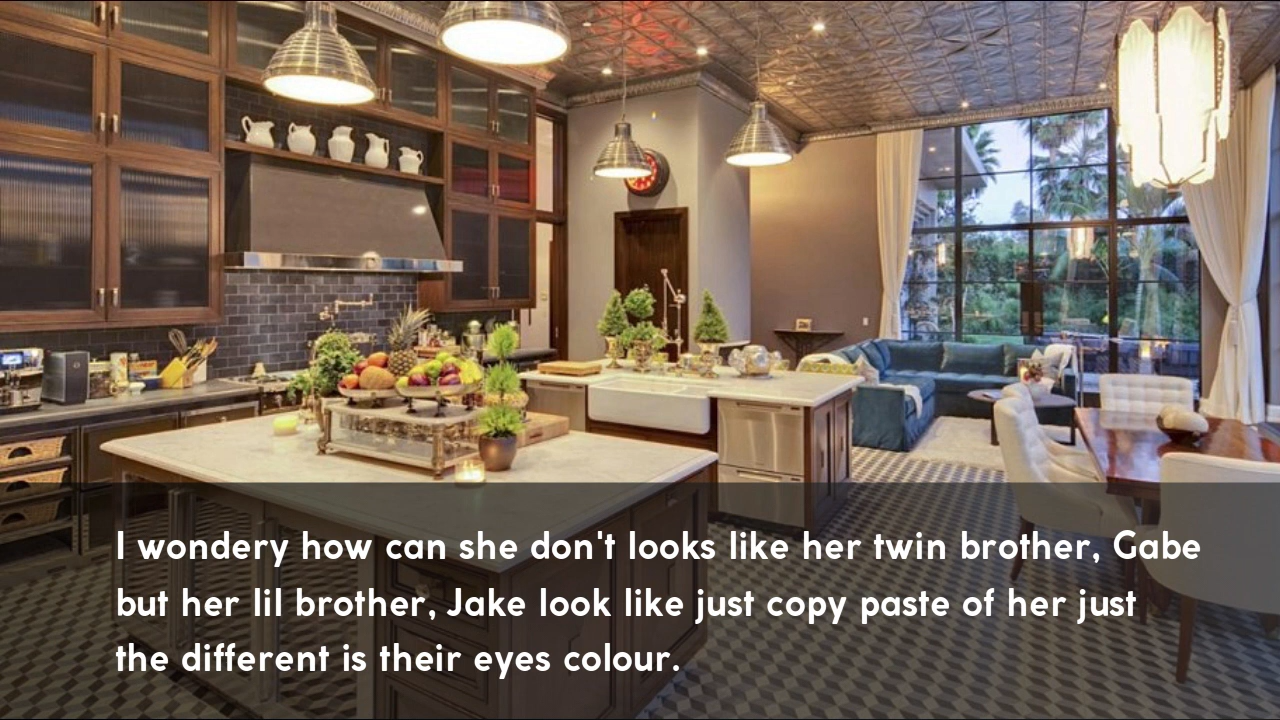 I wondery how can she don't looks like her twin brother, Gabe
but her lil brother, Jake look like just copy paste of her just
the different is their eyes colour.